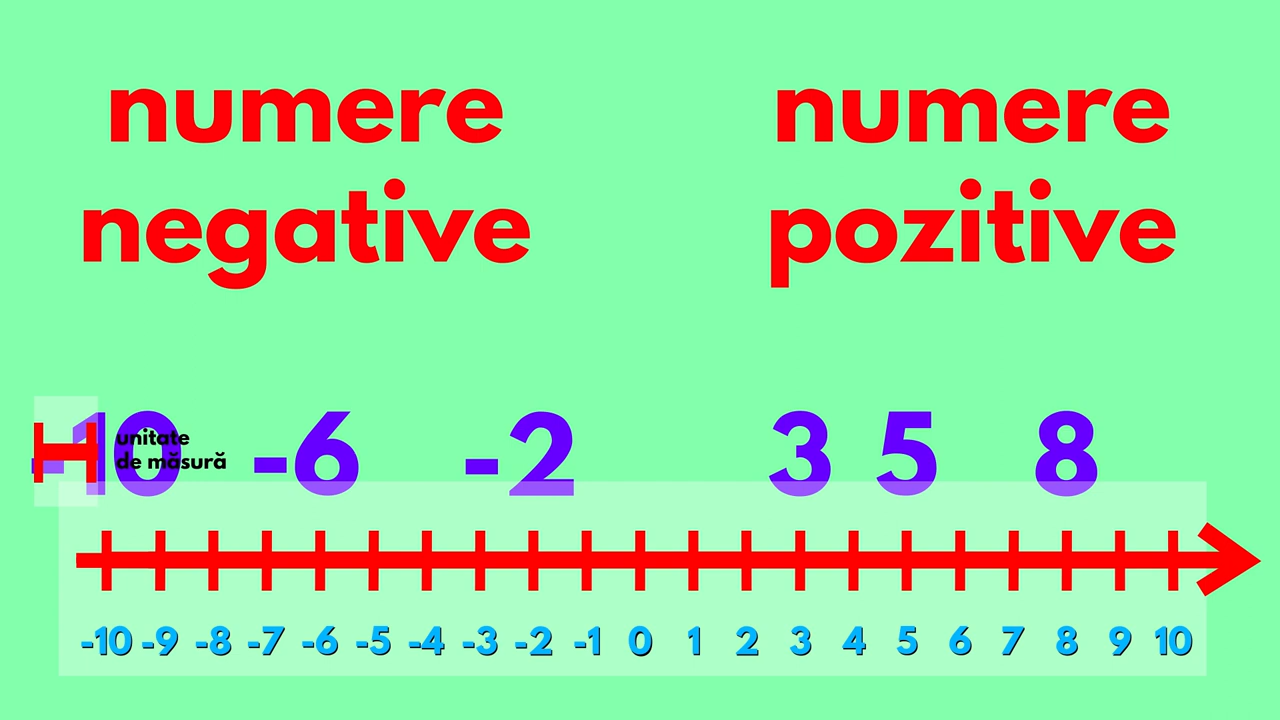 numere
negative
numere
pozitive
-10 -6 -2 3 5 8
unitate
de măsură
-10 -9 -8 -7 -6 -5 -4 -3 -2 -1 0 1 2 3 4 5 6 7 8 9 10